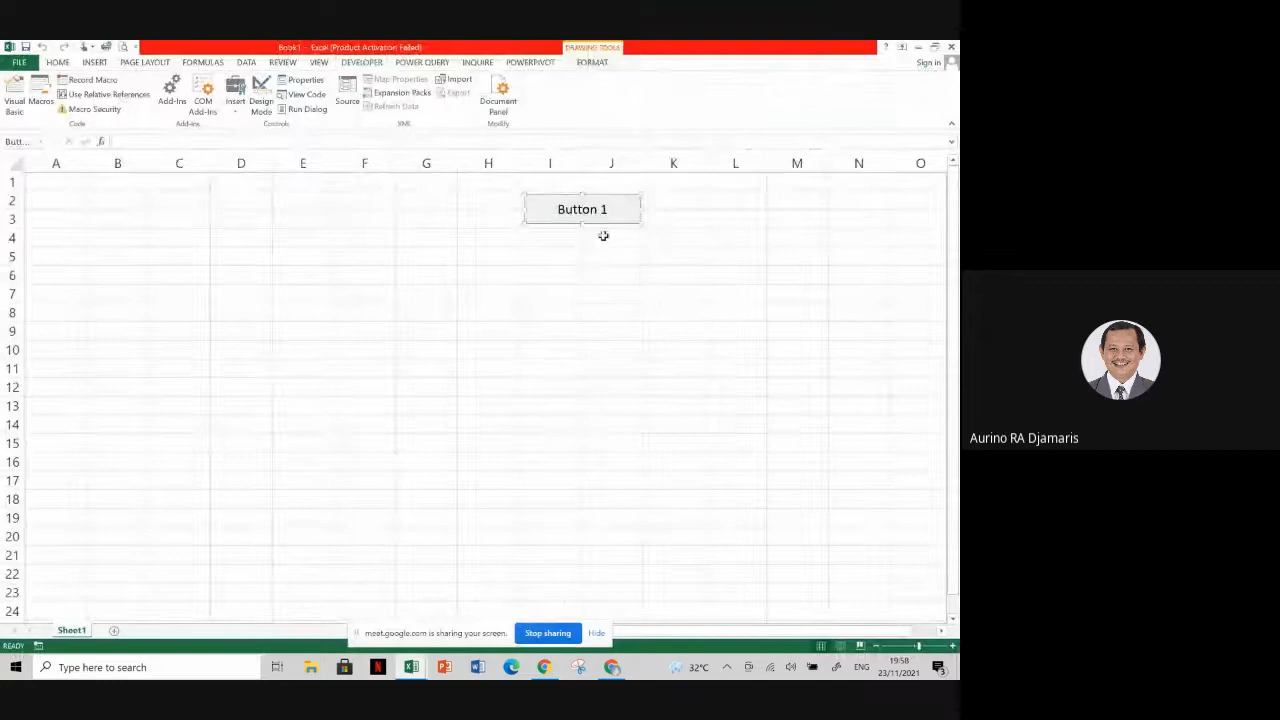 Book1 - Excel (Product Activation Failed)
DRAWING TOOLS
FILE HOME INSERT PAGE LAYOUT FORMULAS DATA REVIEW VIEW DEVELOPER POWER QUERY INQUIRE POWERPIVOT FORMAT Sign in
Visual Basic
Macros
Record Macro
Use Relative References
Macro Security
Code
Add-Ins
COM Add-Ins
Add-Ins
Insert
Design Mode
Properties
View Code
Run Dialog
Controls
Source
Map Properties
Expansion Packs
Refresh Data
Import
Export
XML
Document Panel
Modify
Butt...
fx
A B C D E F G H I J K L M N O
1
2
3
4
5
6
7
8
9
10
11
12
13
14
15
16
17
18
19
20
21
22
23
24
Button 1
Aurino RA Djamaris
Sheet1
meet.google.com is sharing your screen. Stop sharing Hide
READY
Type here to search
32°C
19:58
23/11/2021